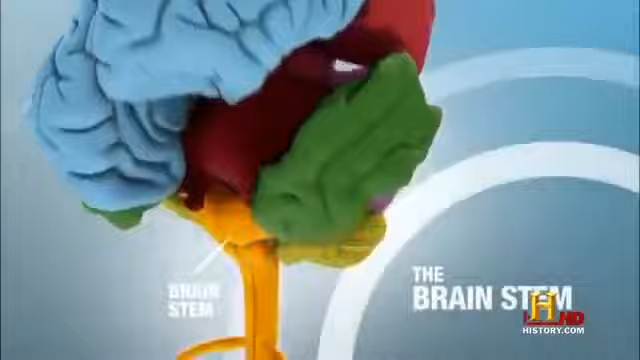 BRAIN
STEM
THE
BRAIN STEM
H HD
HISTORY.COM